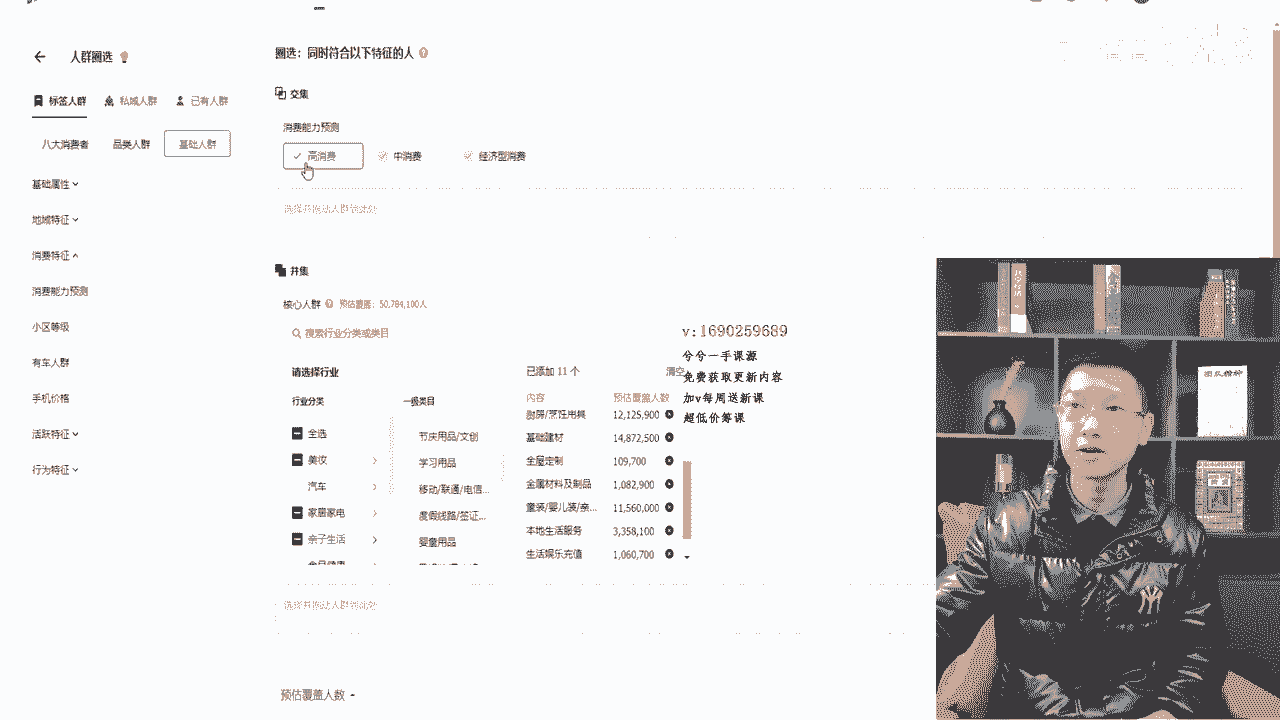 人群圈选
圈选：同时符合以下特征的人
标签人群 私域人群 已有人群
交集
八大消费者 品类人群 基础人群
消费能力预测
高消费 中消费 经济型消费
基础属性
地域特征
消费特征
消费能力预测
小区等级
有车人群
手机价格
活跃特征
行为特征
选择并拖动人群到此处
并集
核心人群 预估覆盖：50,784,100人
搜索行业分类或类目
请选择行业
行业分类 一级类目
全选
美妆
汽车
家居家电
亲子生活
节庆用品/文创
学习用品
移动/联通/电信...
度假线路/签证...
婴童用品
已添加 11 个 清空
内容 预估覆盖人数
厨房/烹饪用具 12,125,900
基础建材 14,872,500
全屋定制 109,700
金属材料及制品 1,082,900
童装/婴儿装/亲... 11,560,000
本地生活服务 3,358,100
生活娱乐充值 1,060,700
选择并拖动人群到此处
预估覆盖人数
v:1690259689
兮兮一手课源
免费获取更新内容
加v每周送新课
超低价筹课
团队精神